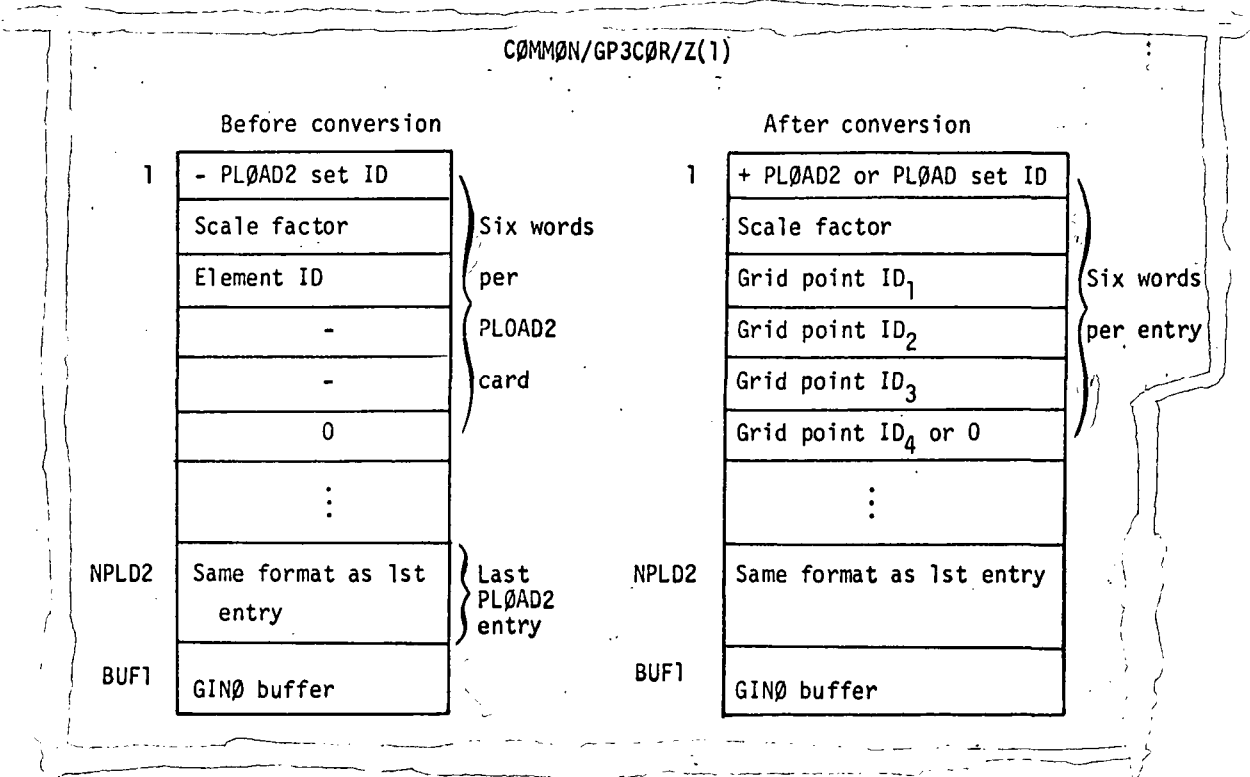 CØMMØN/GP3CØR/Z(1)
Before conversion
1
- PLØAD2 set ID
Scale factor
Element ID
-
-
0
⋮
Six words
per
PLOAD2
card
NPLD2
Same format as 1st
entry
Last
PLØAD2
entry
BUF1
GINØ buffer
After conversion
1
+ PLØAD2 or PLØAD set ID
Scale factor
Grid point ID1
Grid point ID2
Grid point ID3
Grid point ID4 or 0
⋮
Six words
per entry
NPLD2
Same format as 1st entry
BUF1
GINØ buffer